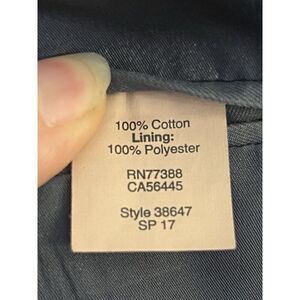 100% Cotton
Lining:
100% Polyester
RN77388
CA56445
Style 38647
SP 17